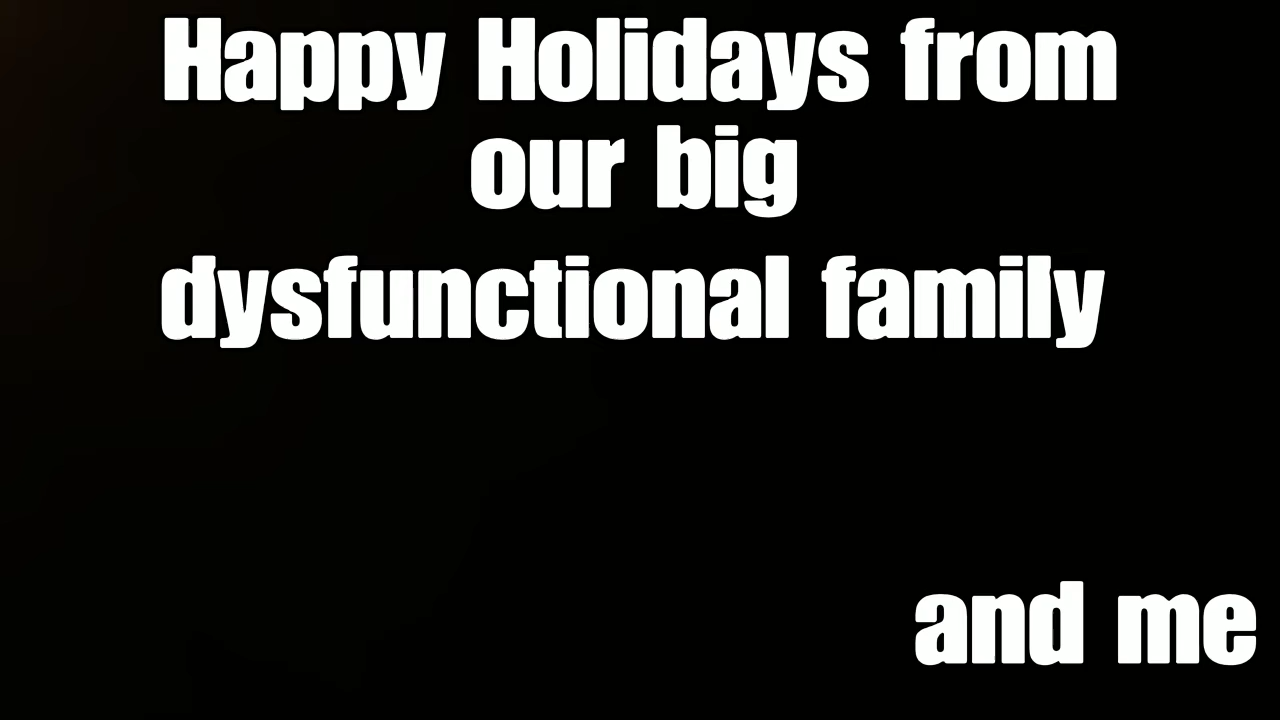 Happy Holidays from
our big
dysfunctional family
and me